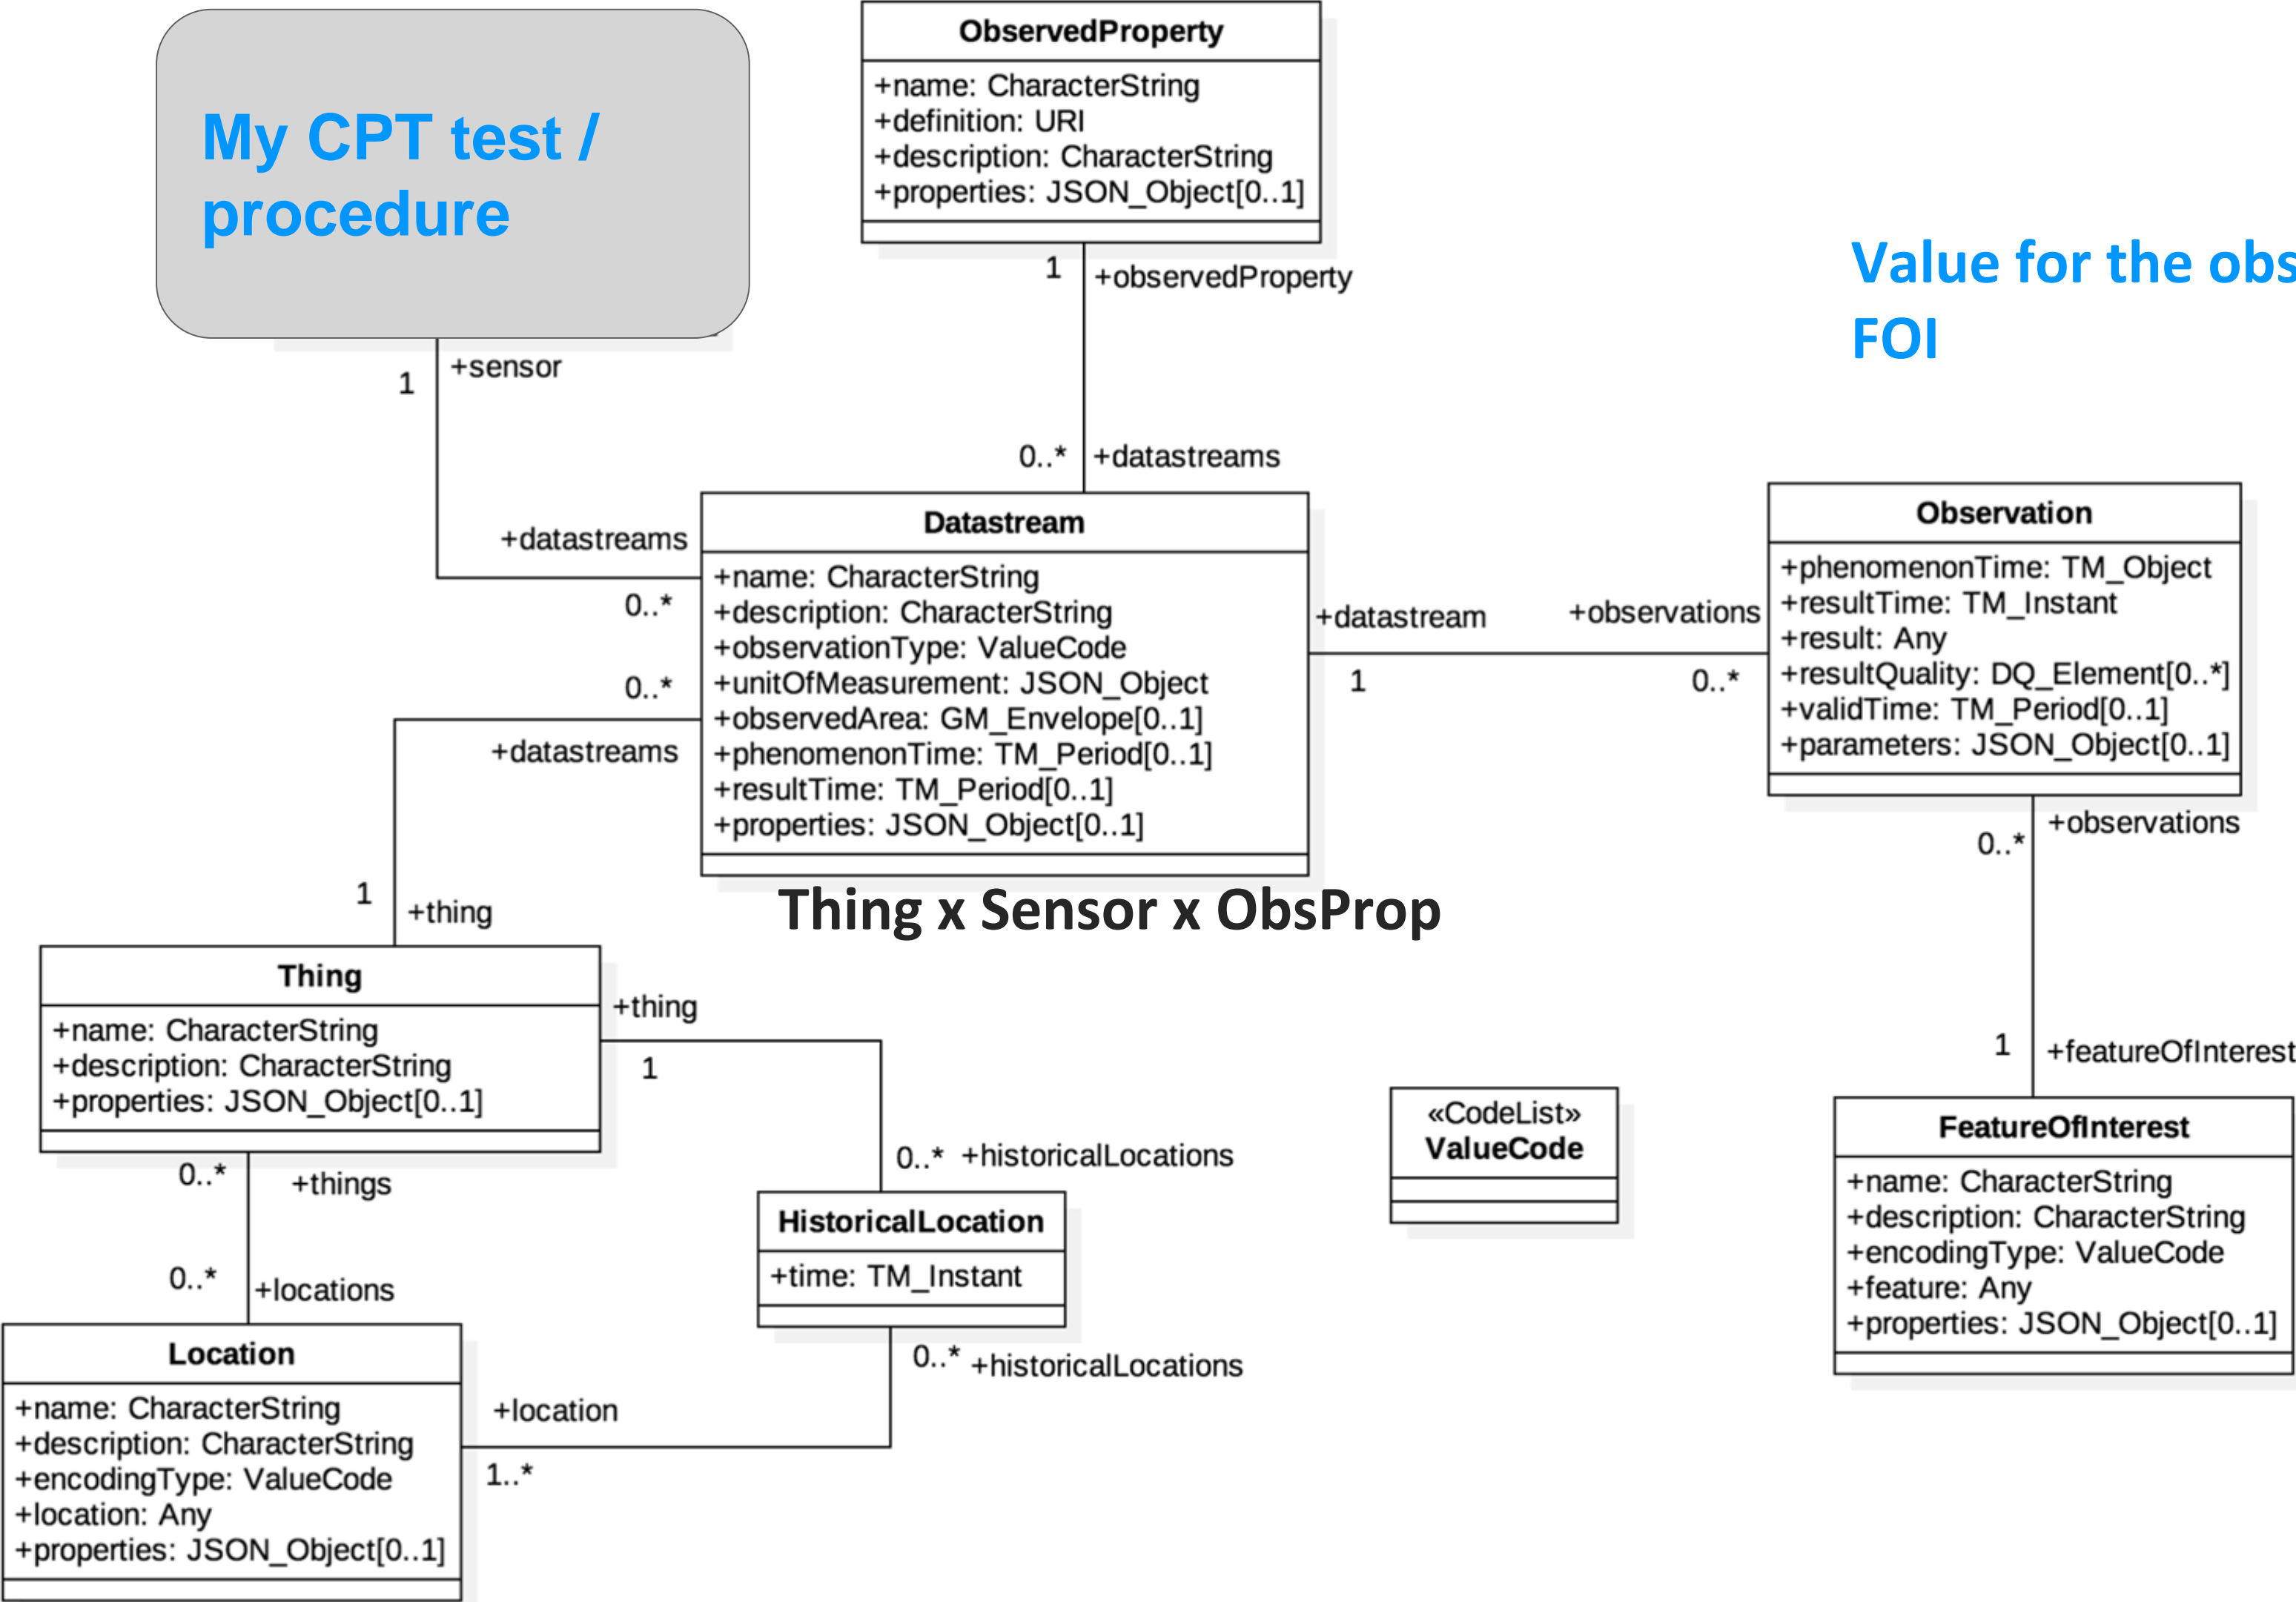 My CPT test /
procedure
ObservedProperty
+name: CharacterString
+definition: URI
+description: CharacterString
+properties: JSON_Object[0..1]
1
+observedProperty
Value for the obs
FOI
+sensor
1
0..*
+datastreams
+datastreams
0..*
Datastream
+name: CharacterString
+description: CharacterString
+observationType: ValueCode
+unitOfMeasurement: JSON_Object
+observedArea: GM_Envelope[0..1]
+phenomenonTime: TM_Period[0..1]
+resultTime: TM_Period[0..1]
+properties: JSON_Object[0..1]
+datastream
1
+observations
0..*
Observation
+phenomenonTime: TM_Object
+resultTime: TM_Instant
+result: Any
+resultQuality: DQ_Element[0..*]
+validTime: TM_Period[0..1]
+parameters: JSON_Object[0..1]
0..*
+datastreams
+observations
0..*
1
+thing
Thing x Sensor x ObsProp
Thing
+name: CharacterString
+description: CharacterString
+properties: JSON_Object[0..1]
+thing
1
1
+featureOfInterest
0..*
+things
0..*
+historicalLocations
«CodeList»
ValueCode
FeatureOfInterest
+name: CharacterString
+description: CharacterString
+encodingType: ValueCode
+feature: Any
+properties: JSON_Object[0..1]
HistoricalLocation
+time: TM_Instant
0..*
+locations
0..*
+historicalLocations
Location
+name: CharacterString
+description: CharacterString
+encodingType: ValueCode
+location: Any
+properties: JSON_Object[0..1]
+location
1..*